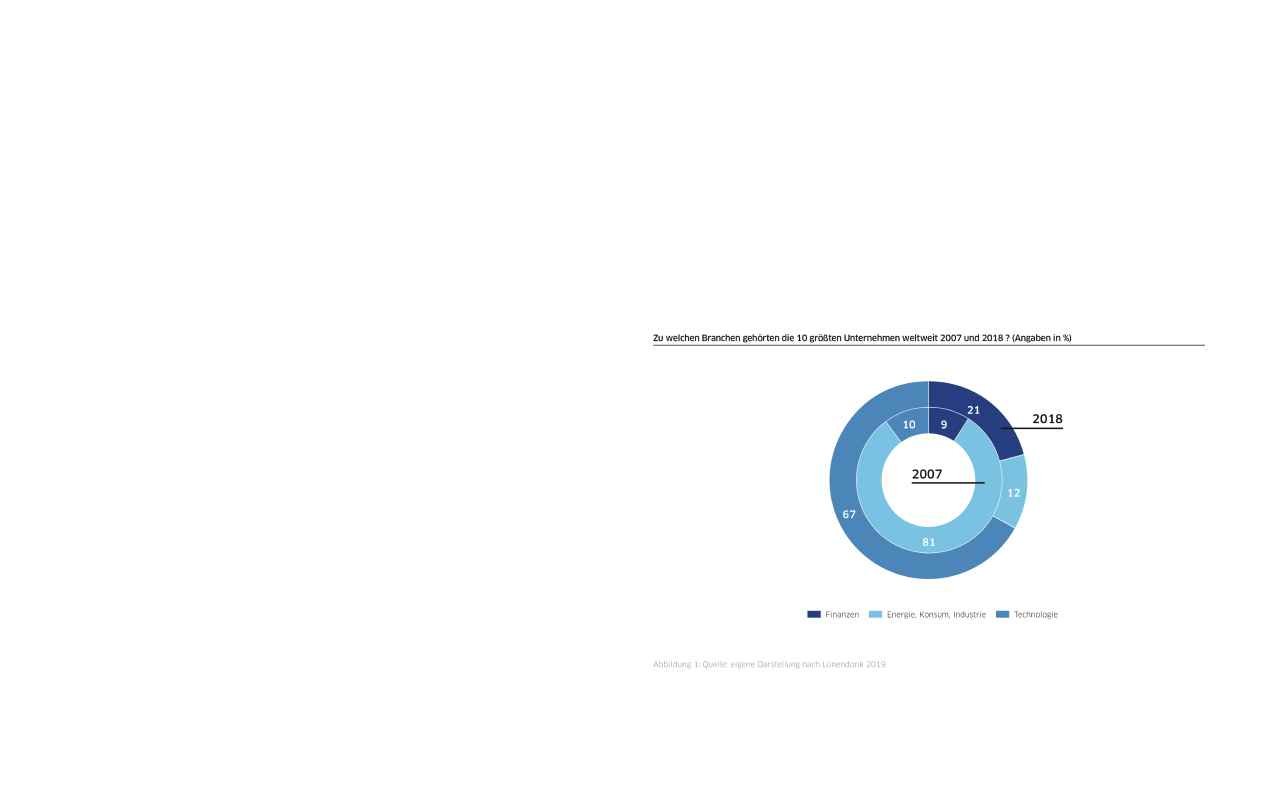 Zu welchen Branchen gehörten die 10 größten Unternehmen weltweit 2007 und 2018 ? (Angaben in %)
21
2018
10
9
2007
12
67
81
Finanzen Energie, Konsum, Industrie Technologie
Abbildung 1: Quelle: eigene Darstellung nach Lünendonk 2019